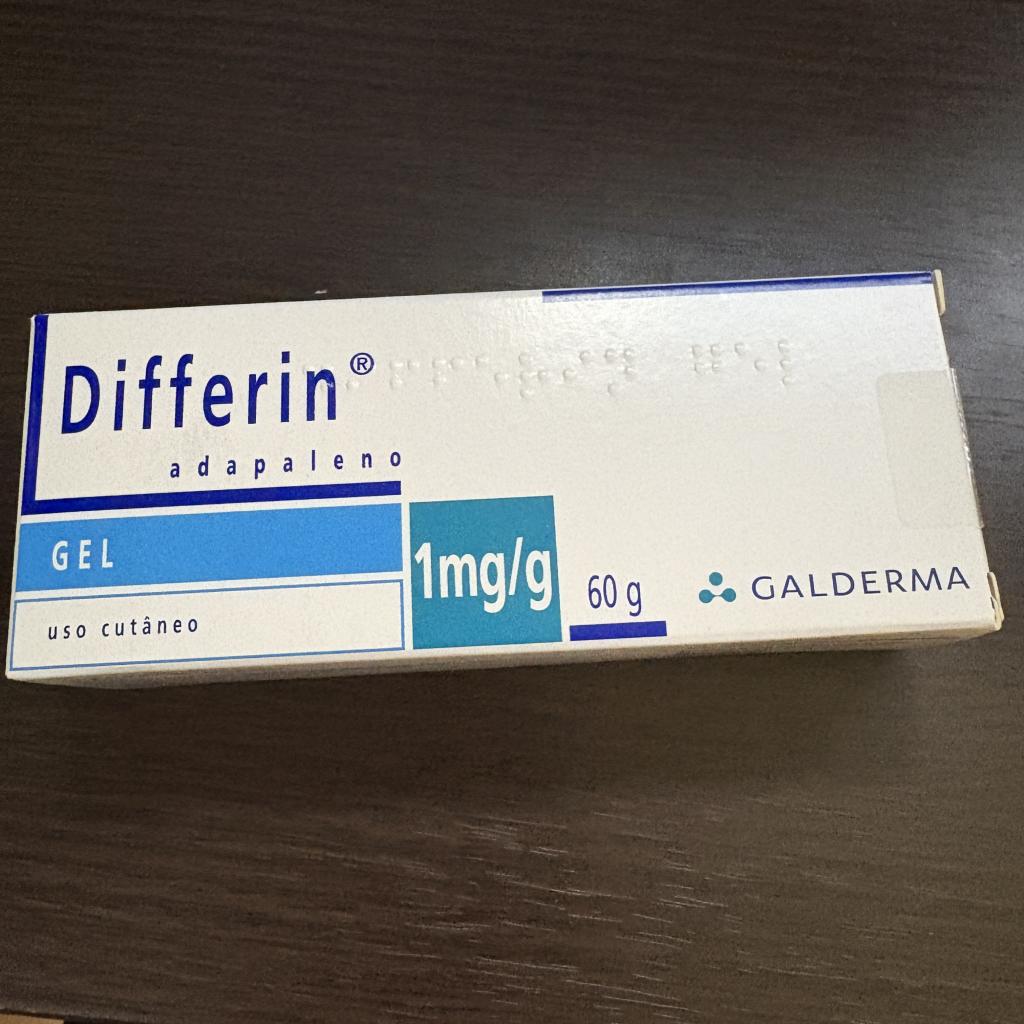 Differin®
adapaleno
GEL
uso cutâneo
1mg/g
60 g
GALDERMA